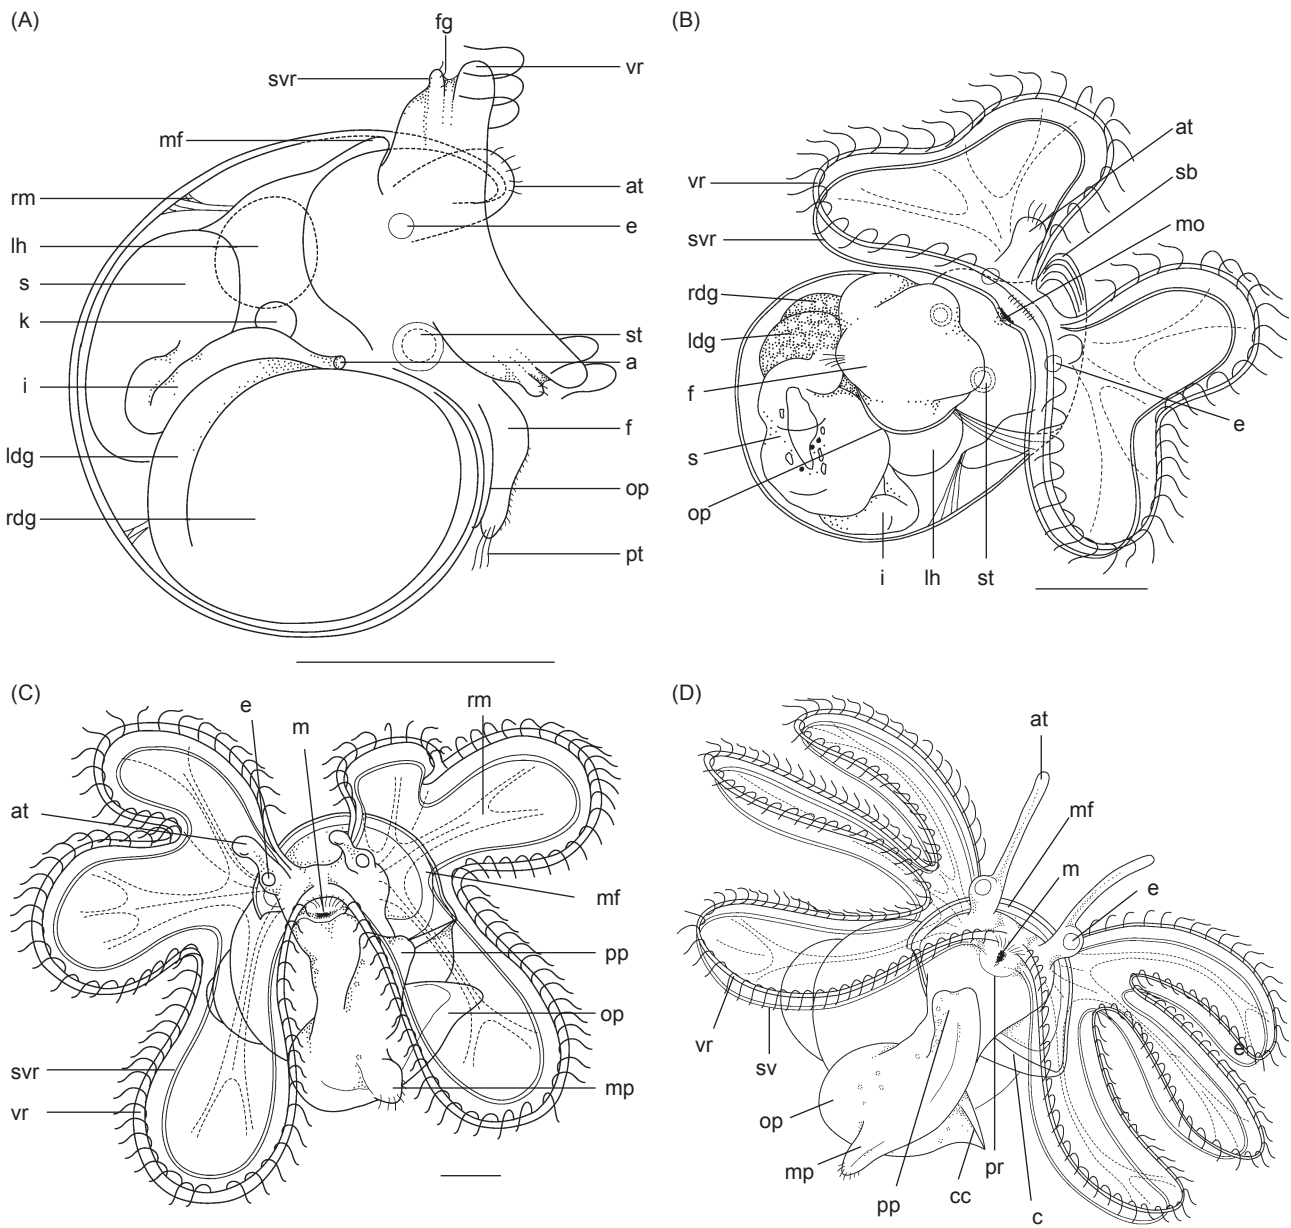 (A)
fg
svr
vr
mf
rm
at
lh
e
s
k
st
i
a
f
ldg
op
rdg
pt
(B)
at
vr
sb
svr
mo
rdg
ldg
f
e
s
op
i
lh
st
(C)
e
m
rm
at
mf
pp
op
svr
mp
vr
(D)
at
mf
m
e
e
vr
sv
op
mp
pp
cc
pr
c